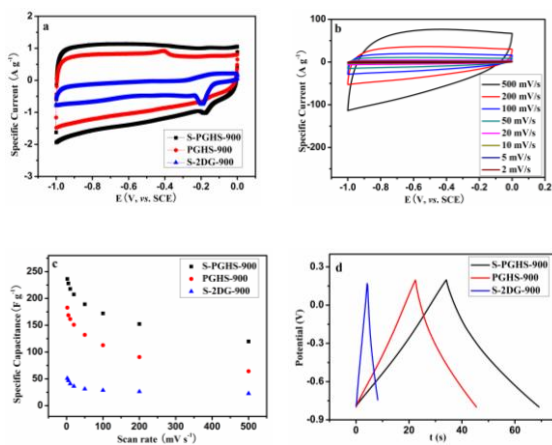 a
Specific Current (A g⁻¹)
2
1
0
-1
-2
-3
S-PGHS-900
PGHS-900
S-2DG-900
-1.0 -0.8 -0.6 -0.4 -0.2 0.0
E (V, vs. SCE)
b
Specific Current (A g⁻¹)
100
0
-100
-200
500 mV/s
200 mV/s
100 mV/s
50 mV/s
20 mV/s
10 mV/s
5 mV/s
2 mV/s
-1.0 -0.8 -0.6 -0.4 -0.2 0.0 0.2
E (V, vs. SCE)
c
Specific Capacitance (F g⁻¹)
250
200
150
100
50
0
S-PGHS-900
PGHS-900
S-2DG-900
0 100 200 300 400 500
Scan rate (mV s⁻¹)
d
Potential (V)
0.3
0.0
-0.3
-0.6
-0.9
S-PGHS-900
PGHS-900
S-2DG-900
0 20 40 60 80
t (s)